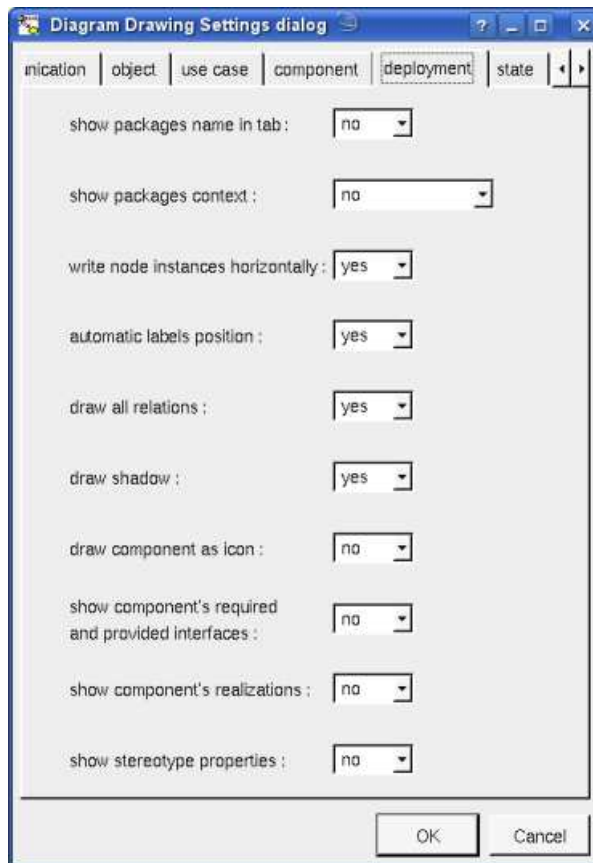 Diagram Drawing Settings dialog
nication object use case component deployment state
show packages name in tab : no
show packages context : no
write node instances horizontally : yes
automatic labels position : yes
draw all relations : yes
draw shadow : yes
draw component as icon : no
show component's required
and provided interfaces : no
show component's realizations : no
show stereotype properties : no
OK Cancel